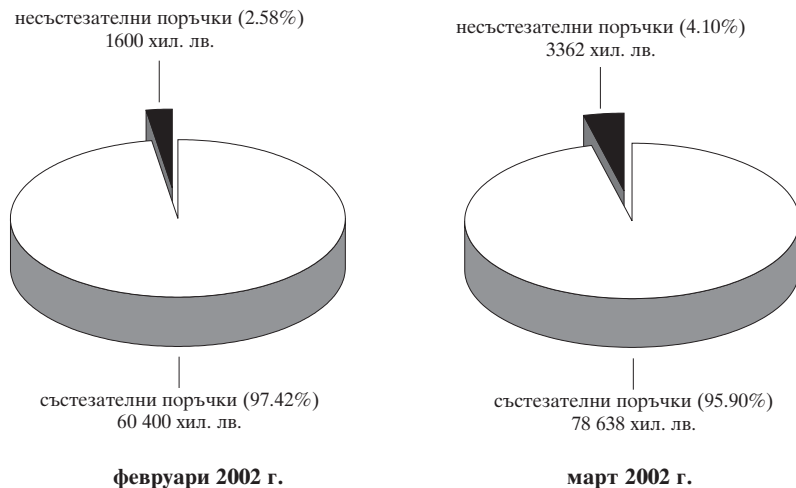 несъстезателни поръчки (2.58%)
1600 хил. лв.
състезателни поръчки (97.42%)
60 400 хил. лв.
февруари 2002 г.
несъстезателни поръчки (4.10%)
3362 хил. лв.
състезателни поръчки (95.90%)
78 638 хил. лв.
март 2002 г.